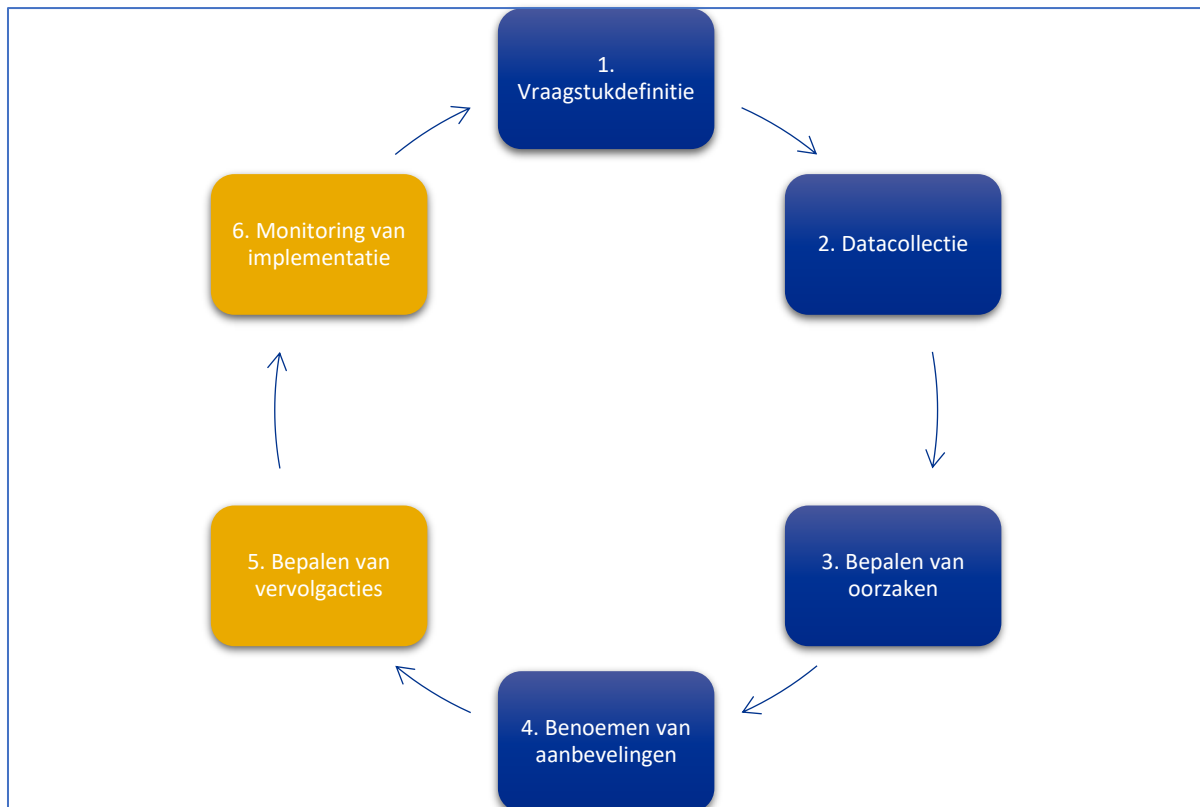 1.
Vraagstukdefinitie
2. Datacollectie
3. Bepalen van
oorzaken
4. Benoemen van
aanbevelingen
5. Bepalen van
vervolgacties
6. Monitoring van
implementatie